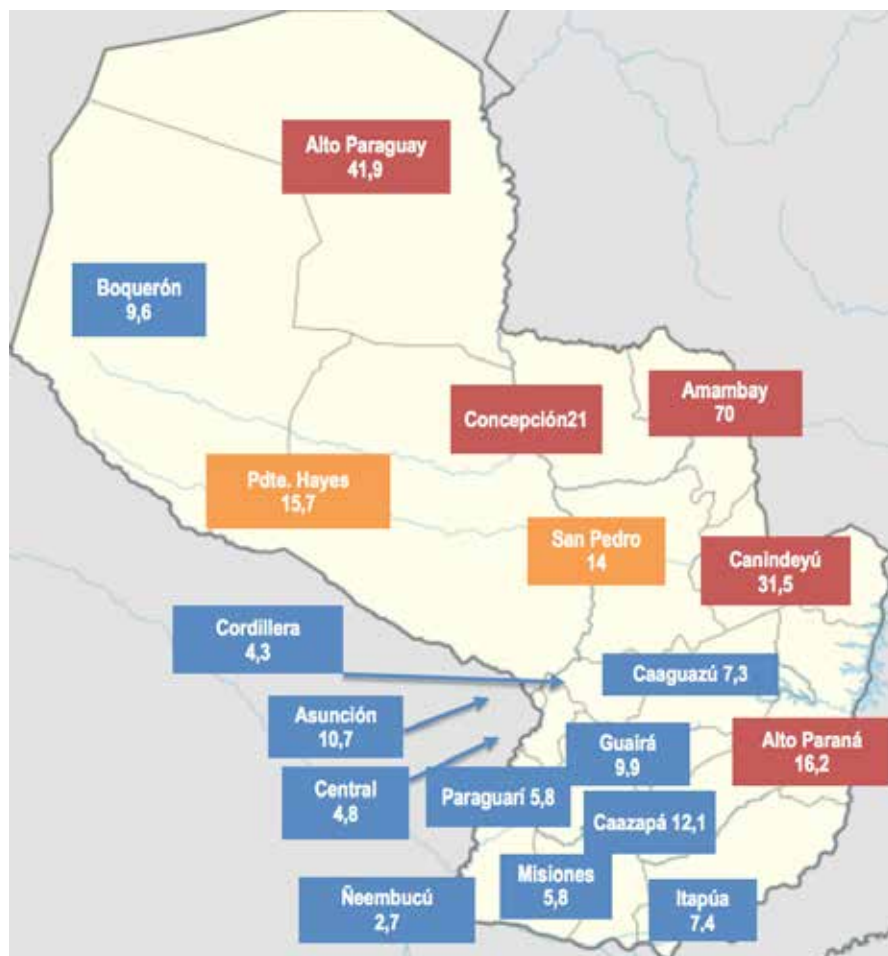 Alto Paraguay
41,9
Boquerón
9,6
Concepción21
Amambay
70
Pdte. Hayes
15,7
San Pedro
14
Canindeyú
31,5
Cordillera
4,3
Caaguazú 7,3
Asunción
10,7
Guairá
9,9
Alto Paraná
16,2
Central
4,8
Paraguarí 5,8
Caazapá 12,1
Misiones
5,8
Ñeembucú
2,7
Itapúa
7,4